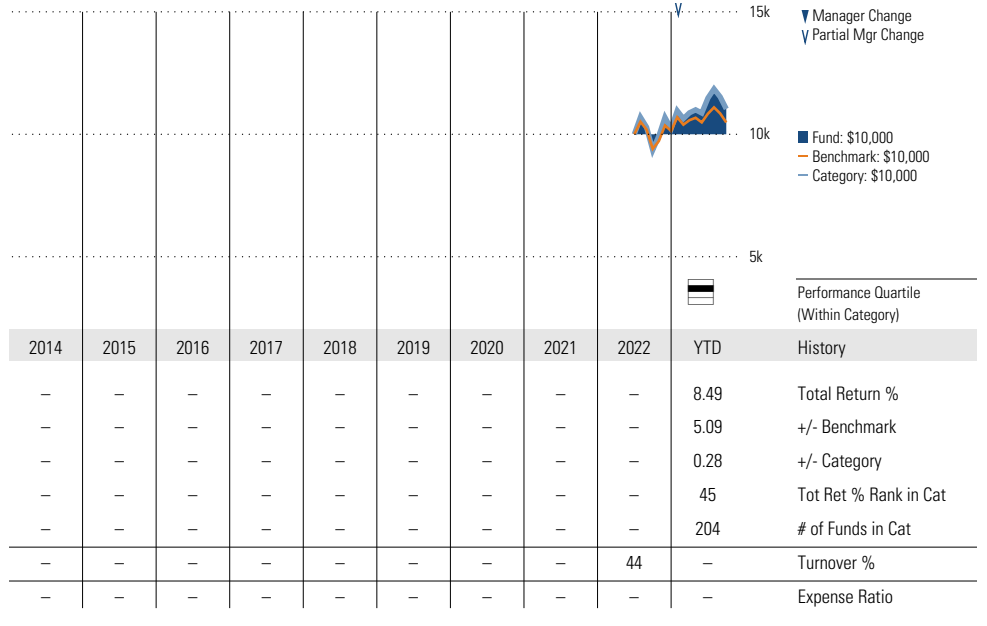 15k
Manager Change
Partial Mgr Change
10k
Fund: $10,000
Benchmark: $10,000
Category: $10,000
5k
Performance Quartile
(Within Category)
2014 2015 2016 2017 2018 2019 2020 2021 2022 YTD History
– – – – – – – – – 8.49 Total Return %
– – – – – – – – – 5.09 +/- Benchmark
– – – – – – – – – 0.28 +/- Category
– – – – – – – – – 45 Tot Ret % Rank in Cat
– – – – – – – – – 204 # of Funds in Cat
– – – – – – – – 44 – Turnover %
– – – – – – – – – – Expense Ratio